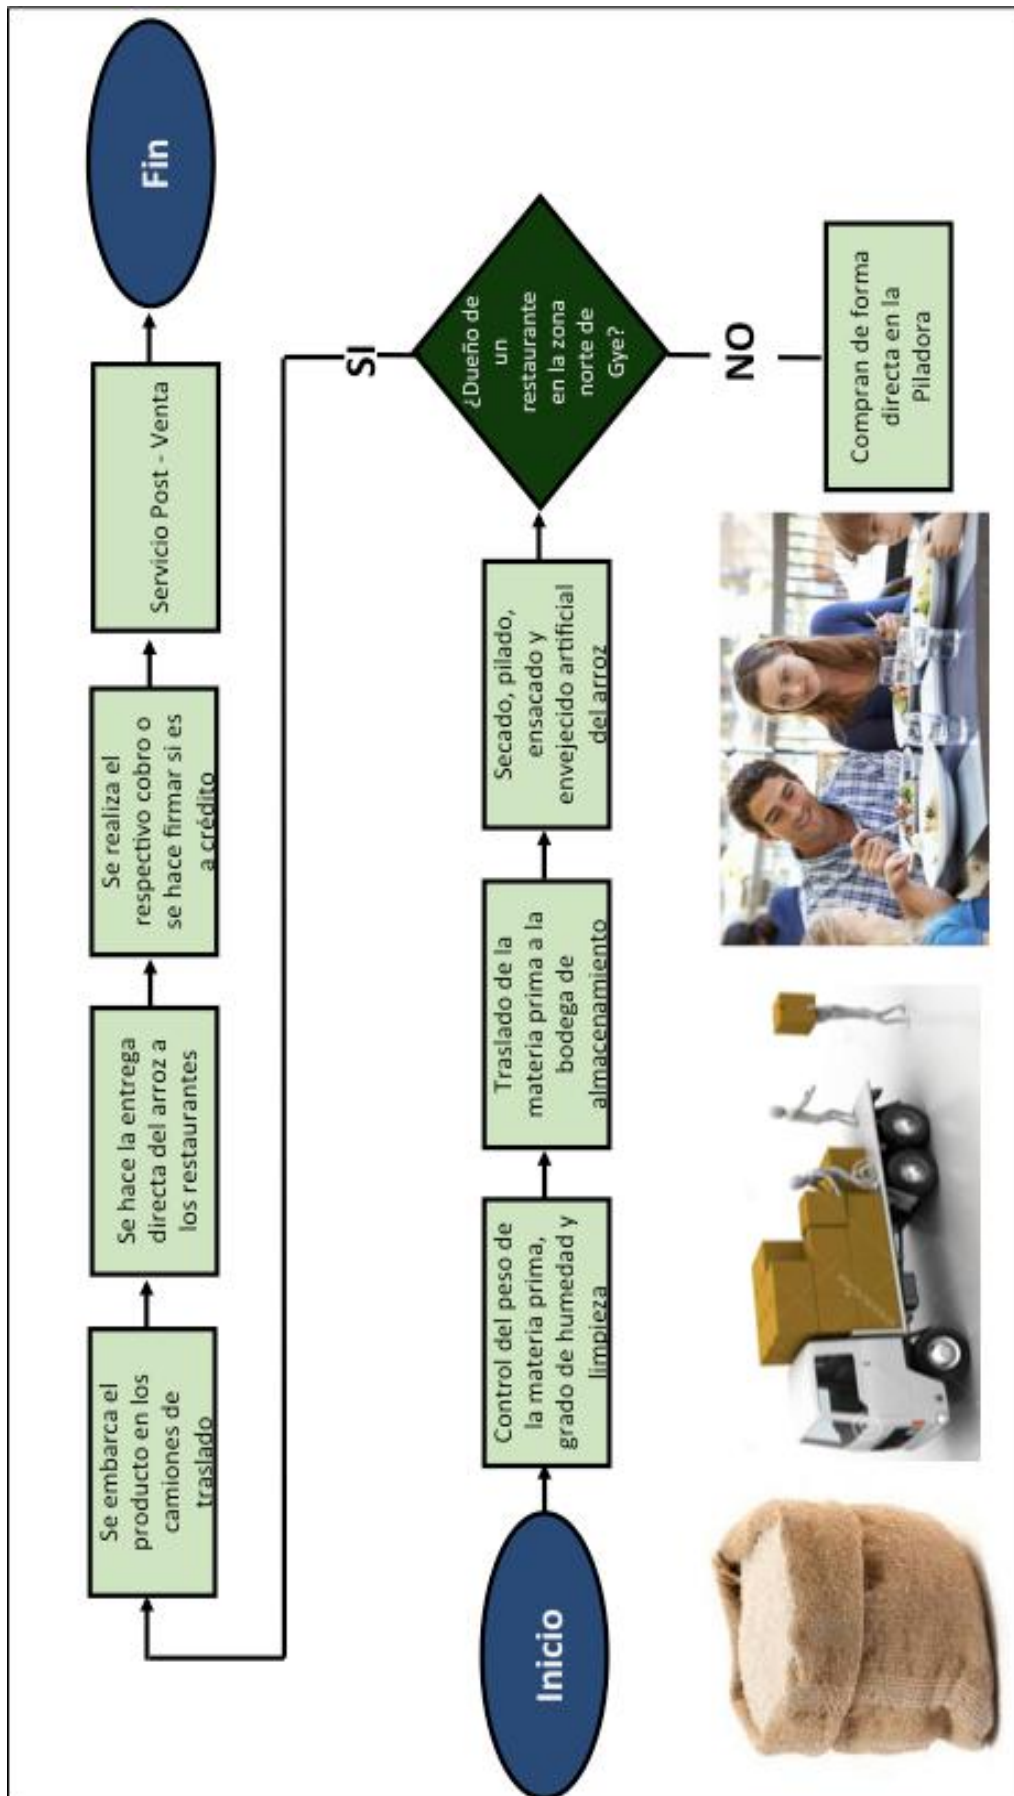 Inicio
Control del peso de
la materia prima,
grado de humedad y
limpieza
Traslado de la
materia prima a la
bodega de
almacenamiento
Secado, pilado,
ensacado y
envejecido artificial
del arroz
¿Dueño de
un
restaurante
en la zona
norte de
Gye?
NO
Compran de forma
directa en la
Piladora
SI
Se embarca el
producto en los
camiones de
traslado
Se hace la entrega
directa del arroz a
los restaurantes
Se realiza el
respectivo cobro o
se hace firmar si es
a crédito
Servicio Post - Venta
Fin